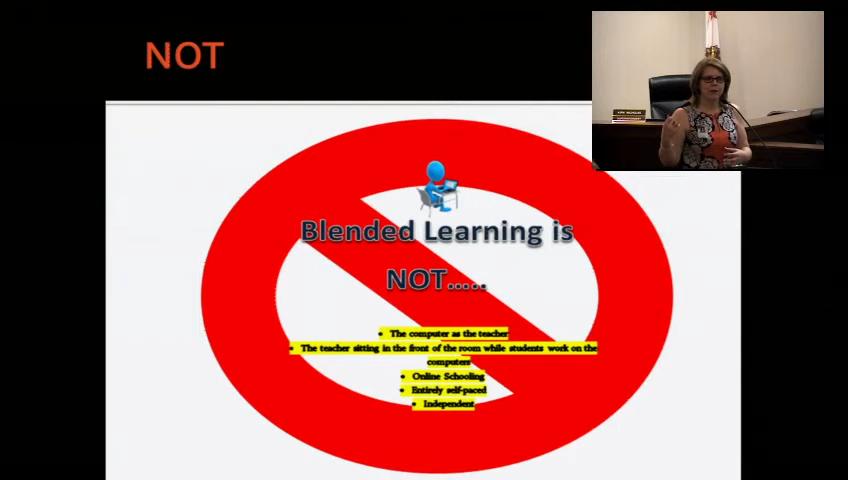 NOT
Blended Learning is
NOT.....
• The computer as the teacher
• The teacher sitting in the front of the room while students work on the
computers
• Online Schooling
• Entirely self-paced
• Independent